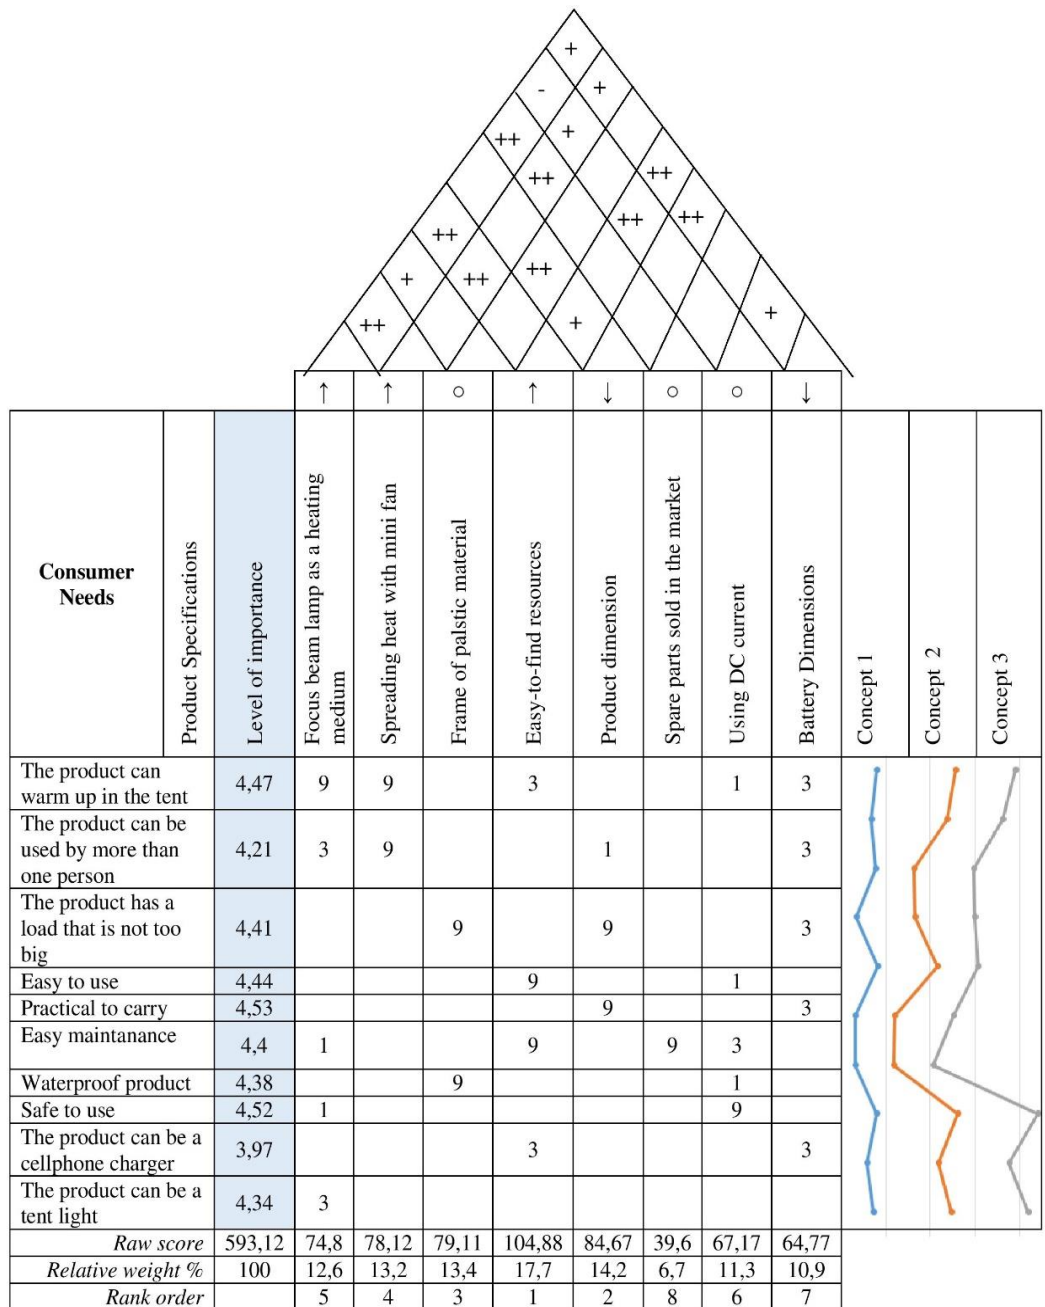 +
- +
++ + ++
++ ++ ++
++
+ ++ ++
++ + +
↑ ↑ ○ ↑ ↓ ○ ○ ↓
Consumer
Needs
Product Specifications
Level of importance
Focus beam lamp as a heating
medium
Spreading heat with mini fan
Frame of palstic material
Easy-to-find resources
Product dimension
Spare parts sold in the market
Using DC current
Battery Dimensions
Concept 1
Concept 2
Concept 3
The product can
warm up in the tent
4,47 9 9 3 1 3
The product can be
used by more than
one person
4,21 3 9 1 3
The product has a
load that is not too
big
4,41 9 9 3
Easy to use 4,44 9 1
Practical to carry 4,53 9 3
Easy maintanance
4,4 1 9 9 3
Waterproof product 4,38 9 1
Safe to use 4,52 1 9
The product can be a
cellphone charger
3,97 3 3
The product can be a
tent light
4,34 3
Raw score 593,12 74,8 78,12 79,11 104,88 84,67 39,6 67,17 64,77
Relative weight % 100 12,6 13,2 13,4 17,7 14,2 6,7 11,3 10,9
Rank order 5 4 3 1 2 8 6 7